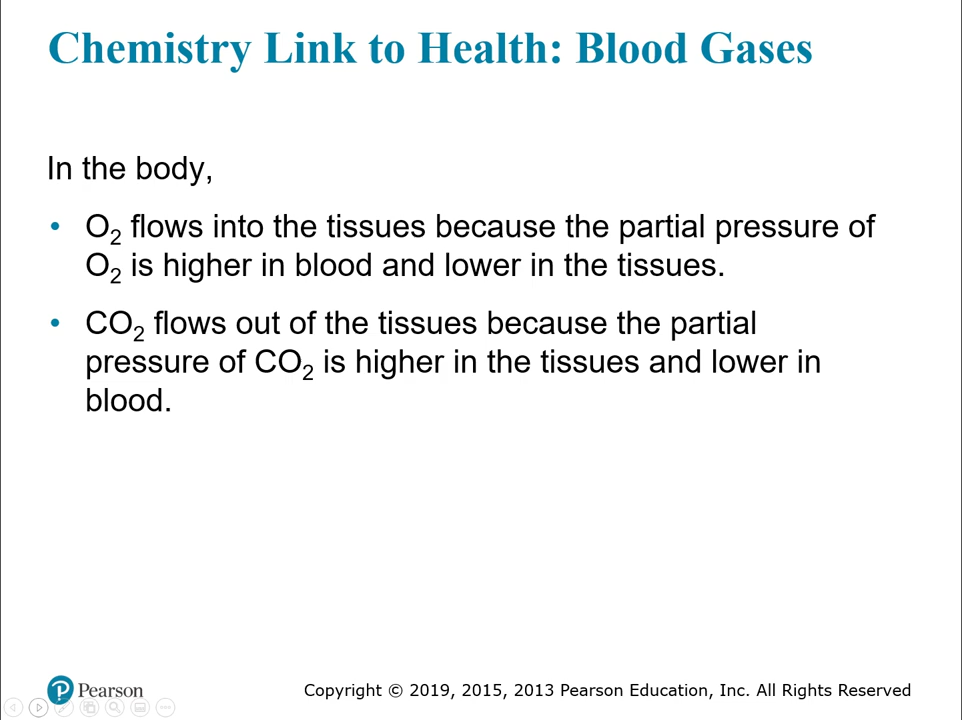 Chemistry Link to Health: Blood Gases
In the body,
• O₂ flows into the tissues because the partial pressure of
O₂ is higher in blood and lower in the tissues.
• CO₂ flows out of the tissues because the partial
pressure of CO₂ is higher in the tissues and lower in
blood.
Pearson
Copyright © 2019, 2015, 2013 Pearson Education, Inc. All Rights Reserved